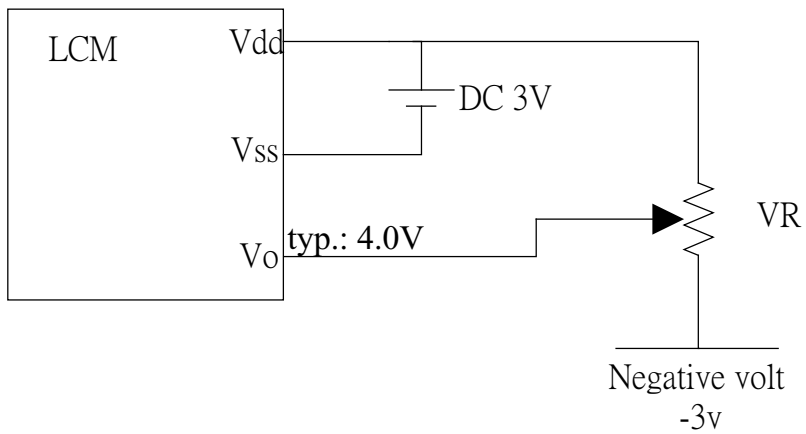 LCM
Vdd
DC 3V
Vss
typ.: 4.0V
Vo
VR
Negative volt
-3v